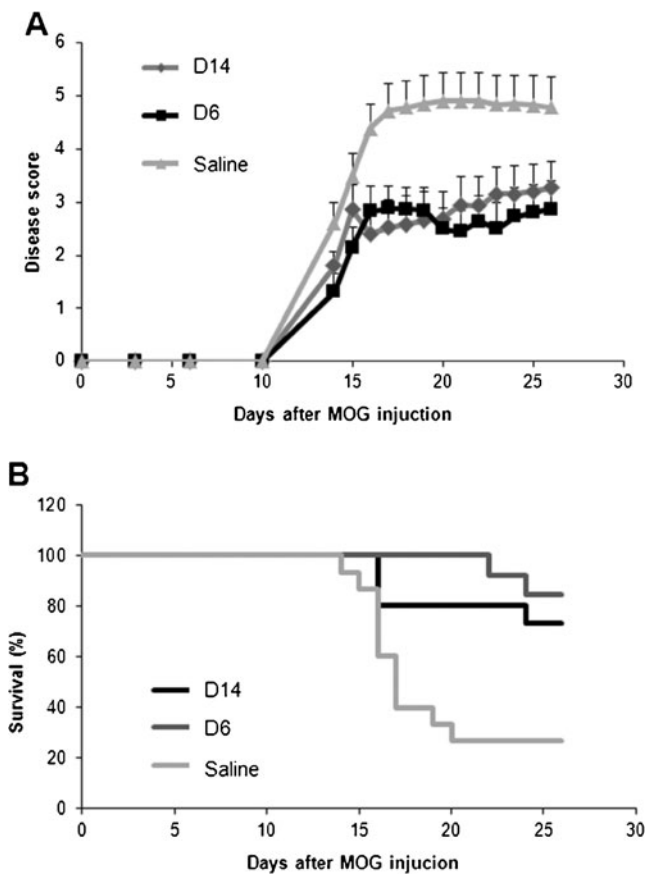 A
6
5
4
3
2
1
0
Disease score
D14
D6
Saline
0 5 10 15 20 25 30
Days after MOG injuction
B
120
100
80
60
40
20
0
Survival (%)
D14
D6
Saline
0 5 10 15 20 25 30
Days after MOG injucion